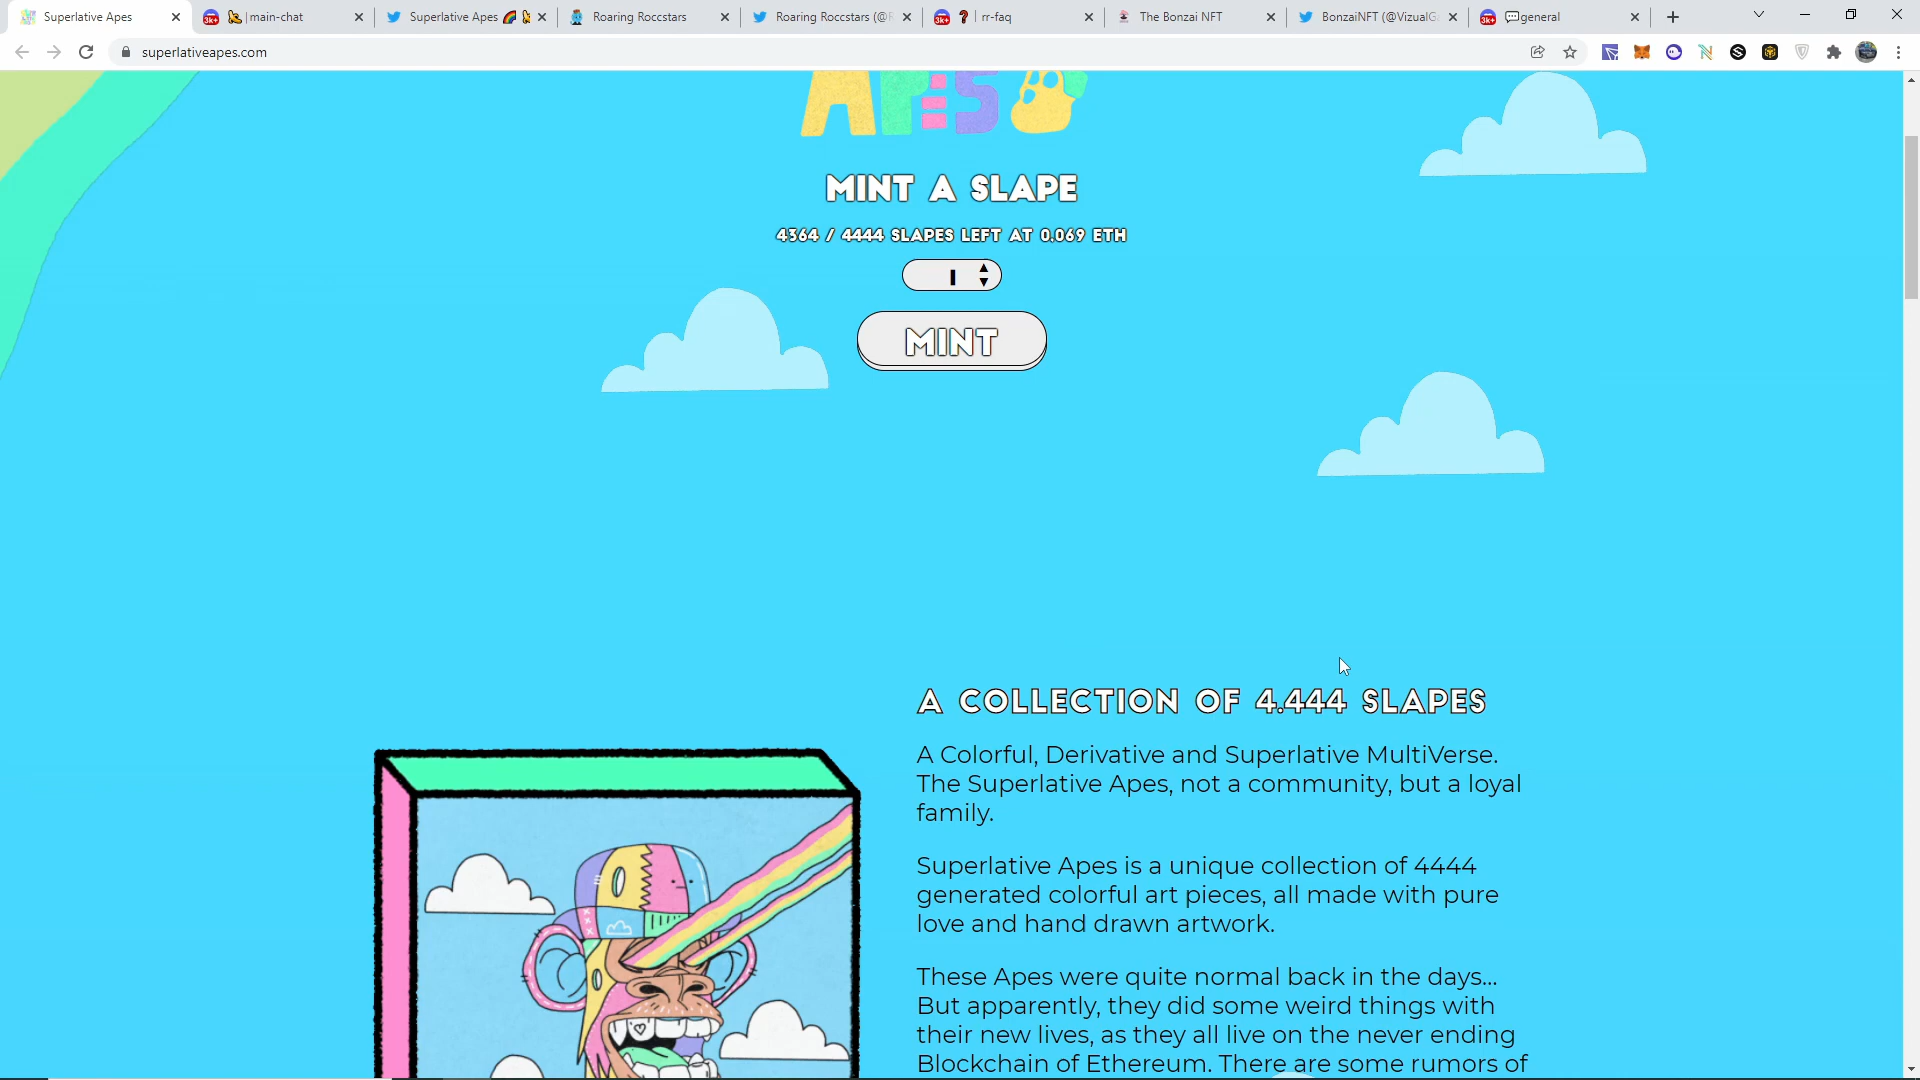 Superlative Apes
3k+
main-chat
Superlative Apes
Roaring Roccstars
Roaring Roccstars (@R
3k+
rr-faq
The Bonzai NFT
BonzaiNFT (@VizualG
3k+
general
superlativeapes.com
APES
MINT A SLAPE
4364 / 4444 SLAPES LEFT AT 0.069 ETH
1
MINT
A COLLECTION OF 4.444 SLAPES
A Colorful, Derivative and Superlative MultiVerse.
The Superlative Apes, not a community, but a loyal
family.
Superlative Apes is a unique collection of 4444
generated colorful art pieces, all made with pure
love and hand drawn artwork.
These Apes were quite normal back in the days...
But apparently, they did some weird things with
their new lives, as they all live on the never ending
Blockchain of Ethereum. There are some rumors of